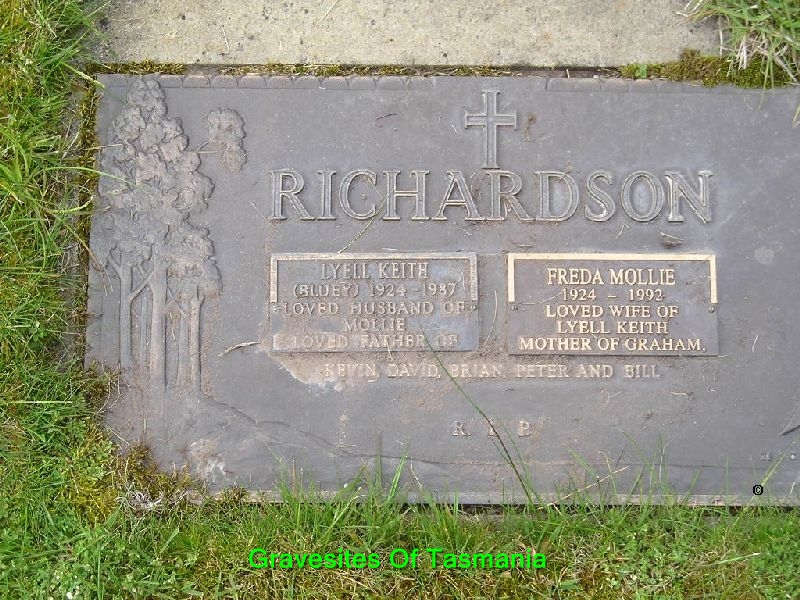 RICHARDSON
LYELL KEITH
(BLUEY) 1924 - 1987
LOVED HUSBAND OF
MOLLIE
LOVED FATHER OF
FREDA MOLLIE
1924 - 1992
LOVED WIFE OF
LYELL KEITH
MOTHER OF GRAHAM,
KEVIN, DAVID, BRIAN, PETER AND BILL
R. I. P.
©
Gravesites Of Tasmania